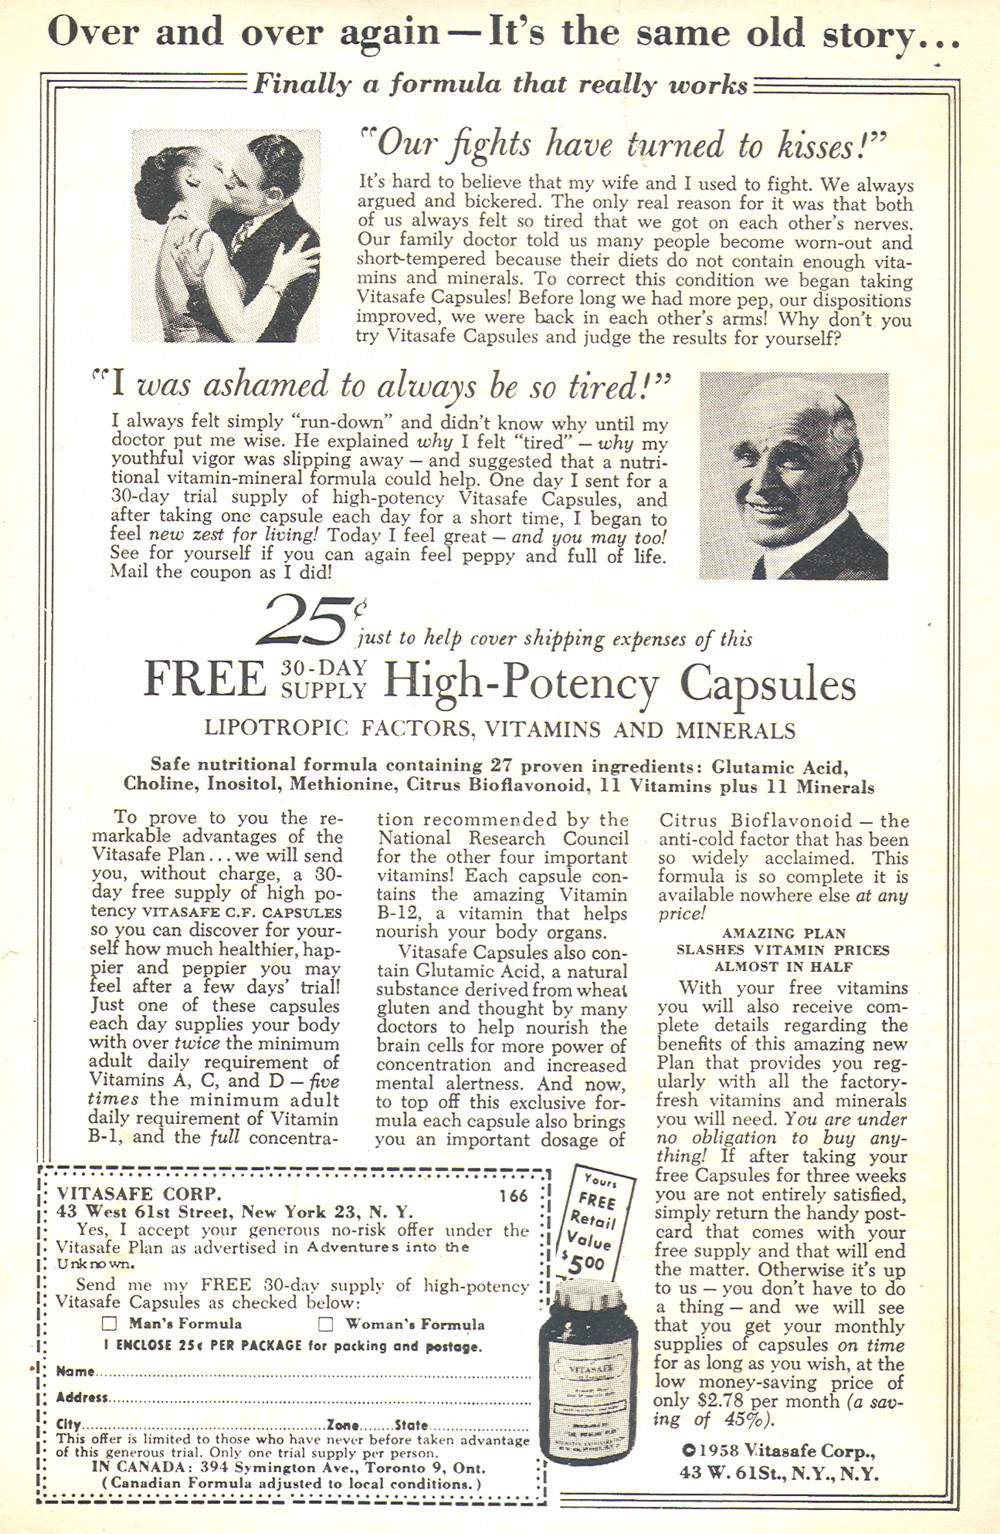 Over and over again—It's the same old story...
Finally a formula that really works
"Our fights have turned to kisses!"
It's hard to believe that my wife and I used to fight. We always
argued and bickered. The only real reason for it was that both
of us always felt so tired that we got on each other's nerves.
Our family doctor told us many people become worn-out and
short-tempered because their diets do not contain enough vita-
mins and minerals. To correct this condition we began taking
Vitasafe Capsules! Before long we had more pep, our dispositions
improved, we were back in each other's arms! Why don't you
try Vitasafe Capsules and judge the results for yourself?
"I was ashamed to always be so tired!"
I always felt simply "run-down" and didn't know why until my
doctor put me wise. He explained why I felt "tired" — why my
youthful vigor was slipping away — and suggested that a nutri-
tional vitamin-mineral formula could help. One day I sent for a
30-day trial supply of high-potency Vitasafe Capsules, and
after taking one capsule each day for a short time, I began to
feel new zest for living! Today I feel great — and you may too!
See for yourself if you can again feel peppy and full of life.
Mail the coupon as I did!
25¢ just to help cover shipping expenses of this
FREE 30-DAY SUPPLY High-Potency Capsules
LIPOTROPIC FACTORS, VITAMINS AND MINERALS
Safe nutritional formula containing 27 proven ingredients: Glutamic Acid,
Choline, Inositol, Methionine, Citrus Bioflavonoid, 11 Vitamins plus 11 Minerals
To prove to you the re-
markable advantages of the
Vitasafe Plan...we will send
you, without charge, a 30-
day free supply of high po-
tency VITASAFE C.F. CAPSULES
so you can discover for your-
self how much healthier, hap-
pier and peppier you may
feel after a few days' trial!
Just one of these capsules
each day supplies your body
with over twice the minimum
adult daily requirement of
Vitamins A, C, and D — five
times the minimum adult
daily requirement of Vitamin
B-1, and the full concentra-
tion recommended by the
National Research Council
for the other four important
vitamins! Each capsule con-
tains the amazing Vitamin
B-12, a vitamin that helps
nourish your body organs.
Vitasafe Capsules also con-
tain Glutamic Acid, a natural
substance derived from wheat
gluten and thought by many
doctors to help nourish the
brain cells for more power of
concentration and increased
mental alertness. And now,
to top off this exclusive for-
mula each capsule also brings
you an important dosage of
Citrus Bioflavonoid — the
anti-cold factor that has been
so widely acclaimed. This
formula is so complete it is
available nowhere else at any
price!
AMAZING PLAN
SLASHES VITAMIN PRICES
ALMOST IN HALF
With your free vitamins
you will also receive com-
plete details regarding the
benefits of this amazing new
Plan that provides you reg-
ularly with all the factory-
fresh vitamins and minerals
you will need. You are under
no obligation to buy any-
thing! If after taking your
free Capsules for three weeks
you are not entirely satisfied,
simply return the handy post-
card that comes with your
free supply and that will end
the matter. Otherwise it's up
to us — you don't have to do
a thing — and we will see
that you get your monthly
supplies of capsules on time
for as long as you wish, at the
low money-saving price of
only $2.78 per month (a sav-
ing of 45%).
©1958 Vitasafe Corp.,
43 W. 61St., N.Y., N.Y.
VITASAFE CORP. 166
43 West 61st Street, New York 23, N. Y.
Yes, I accept your generous no-risk offer under the
Vitasafe Plan as advertised in Adventures into the
Unknown.
Send me my FREE 30-day supply of high-potency
Vitasafe Capsules as checked below:
☐ Man's Formula ☐ Woman's Formula
I ENCLOSE 25¢ PER PACKAGE for packing and postage.
Name
Address
City Zone State
This offer is limited to those who have never before taken advantage
of this generous trial. Only one trial supply per person.
IN CANADA: 394 Symington Ave., Toronto 9, Ont.
(Canadian Formula adjusted to local conditions.)
Yours
FREE
Retail
Value
$5.00
VITASAFE